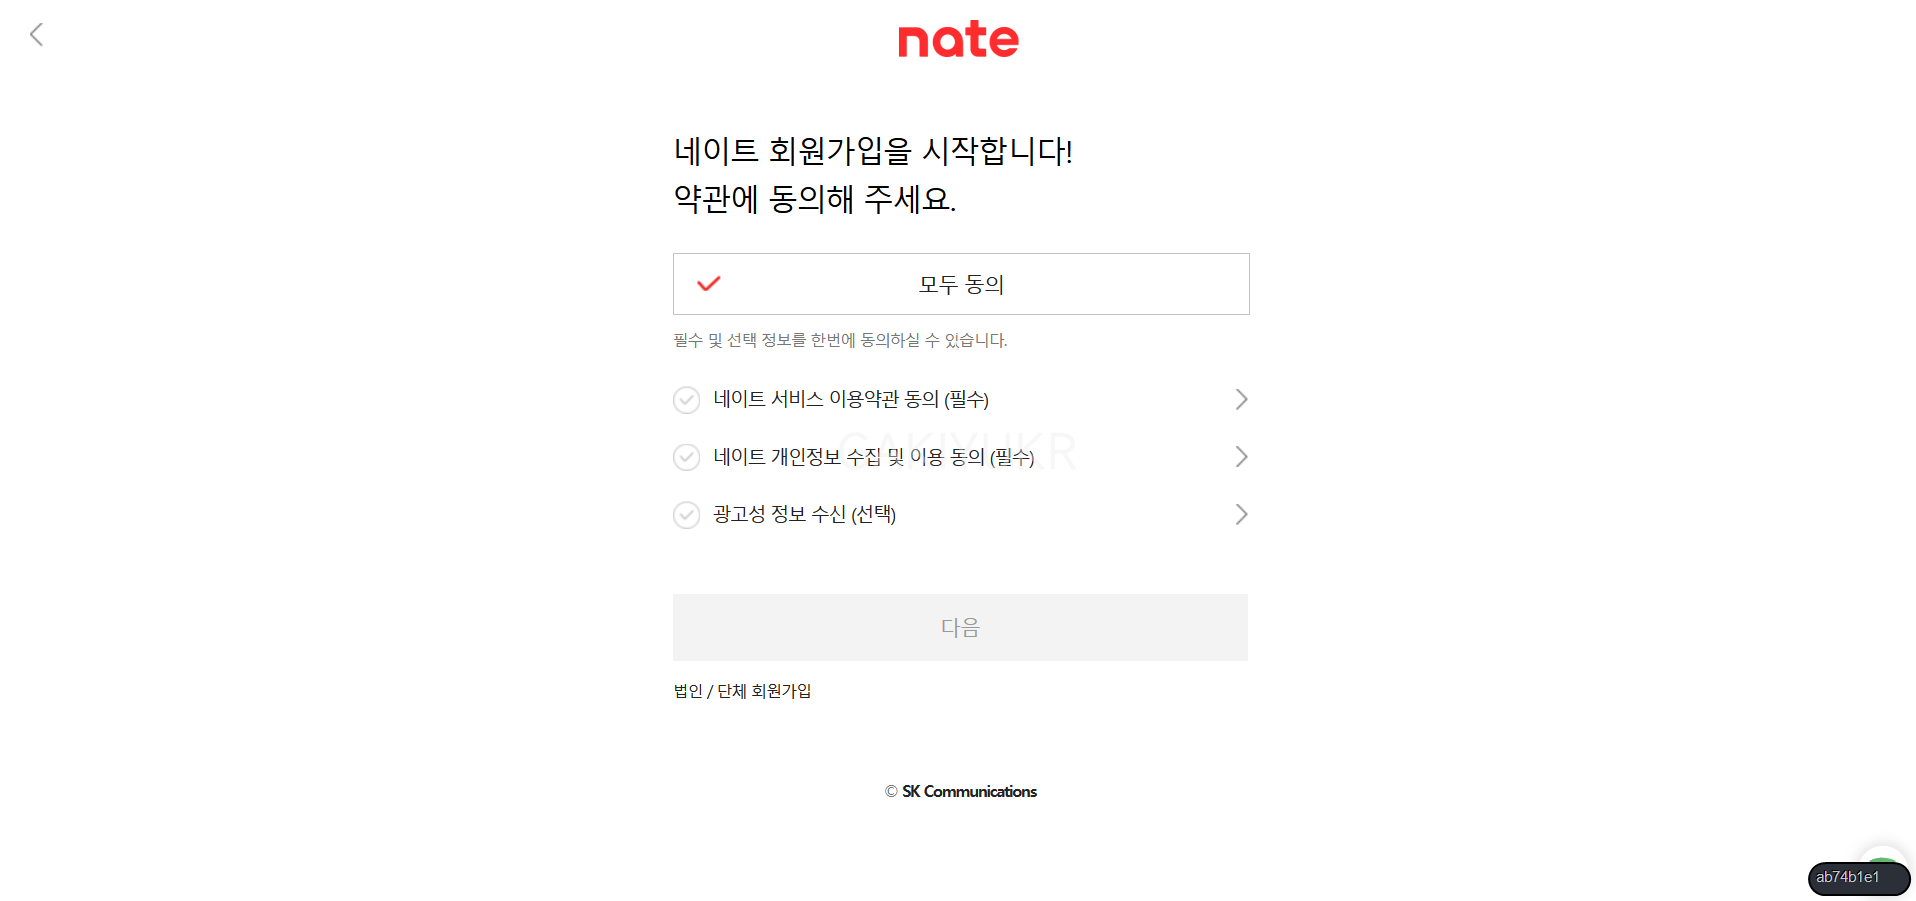 nate
네이트 회원가입을 시작합니다!
약관에 동의해 주세요.
모두 동의
필수 및 선택 정보를 한번에 동의하실 수 있습니다.
네이트 서비스 이용약관 동의 (필수)
CAKIYUKR
네이트 개인정보 수집 및 이용 동의 (필수)
광고성 정보 수신 (선택)
다음
법인 / 단체 회원가입
© SK Communications
ab74b1e1